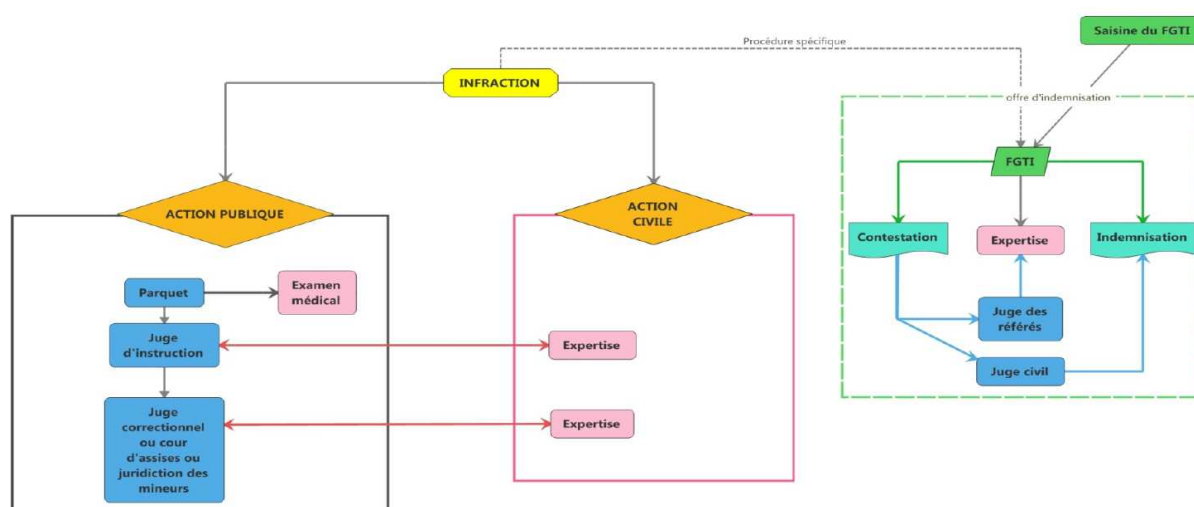 Procédure spécifique
Saisine du FGTI
INFRACTION
offre d'indemnisation
FGTI
ACTION PUBLIQUE
ACTION
CIVILE
Contestation
Expertise
Indemnisation
Parquet
Examen
médical
Juge des
référés
Juge
d'instruction
Expertise
Juge civil
Juge
correctionnel
ou cour
d'assises ou
juridiction des
mineurs
Expertise